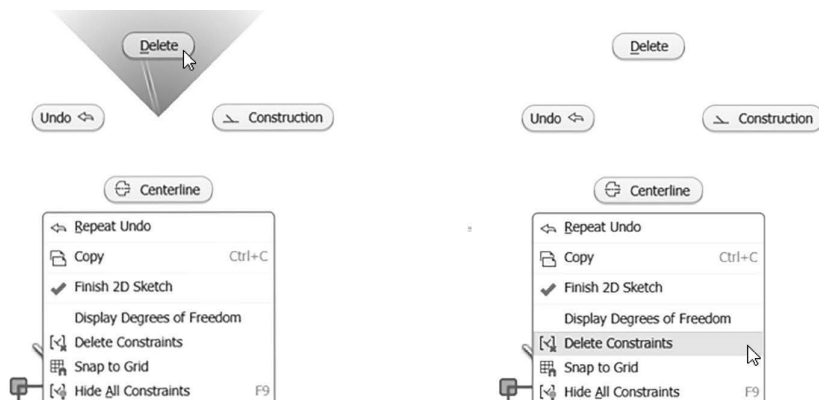 Delete
Undo
Construction
Centerline
Repeat Undo
Copy Ctrl+C
Finish 2D Sketch
Display Degrees of Freedom
Delete Constraints
Snap to Grid
Hide All Constraints F9
Delete
Undo
Construction
Centerline
Repeat Undo
Copy Ctrl+C
Finish 2D Sketch
Display Degrees of Freedom
Delete Constraints
Snap to Grid
Hide All Constraints F9